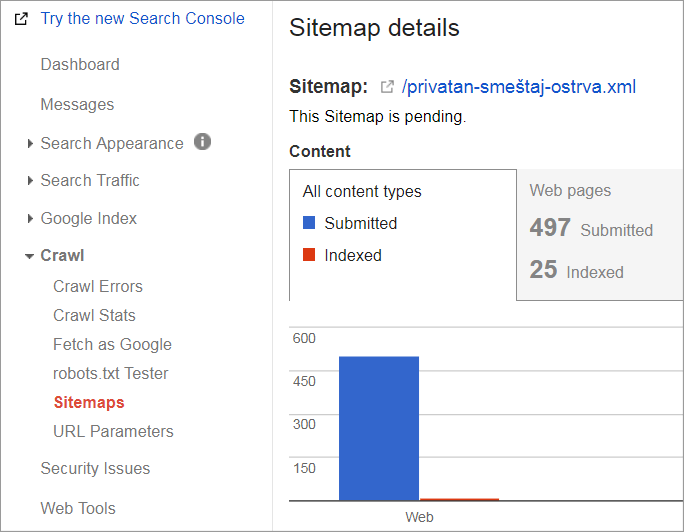 Try the new Search Console
Dashboard
Messages
Search Appearance
Search Traffic
Google Index
Crawl
Crawl Errors
Crawl Stats
Fetch as Google
robots.txt Tester
Sitemaps
URL Parameters
Security Issues
Web Tools
Sitemap details
Sitemap: /privatan-smeštaj-ostrva.xml
This Sitemap is pending.
Content
All content types
Submitted
Indexed
Web pages
497 Submitted
25 Indexed
600
450
300
150
Web